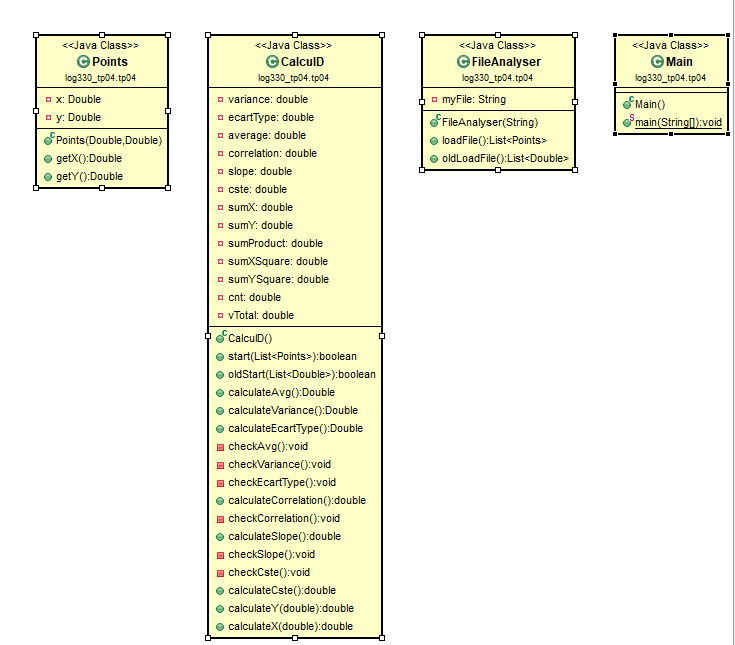 <<Java Class>>
Points
log330_tp04.tp04
x: Double
y: Double
Points(Double,Double)
getX():Double
getY():Double
<<Java Class>>
CalculD
log330_tp04.tp04
variance: double
ecartType: double
average: double
correlation: double
slope: double
cste: double
sumX: double
sumY: double
sumProduct: double
sumXSquare: double
sumYSquare: double
cnt: double
vTotal: double
CalculD()
start(List<Points>):boolean
oldStart(List<Double>):boolean
calculateAvg():Double
calculateVariance():Double
calculateEcartType():Double
checkAvg():void
checkVariance():void
checkEcartType():void
calculateCorrelation():double
checkCorrelation():void
calculateSlope():double
checkSlope():void
checkCste():void
calculateCste():double
calculateY(double):double
calculateX(double):double
<<Java Class>>
FileAnalyser
log330_tp04.tp04
myFile: String
FileAnalyser(String)
loadFile():List<Points>
oldLoadFile():List<Double>
<<Java Class>>
Main
log330_tp04.tp04
Main()
main(String[]):void